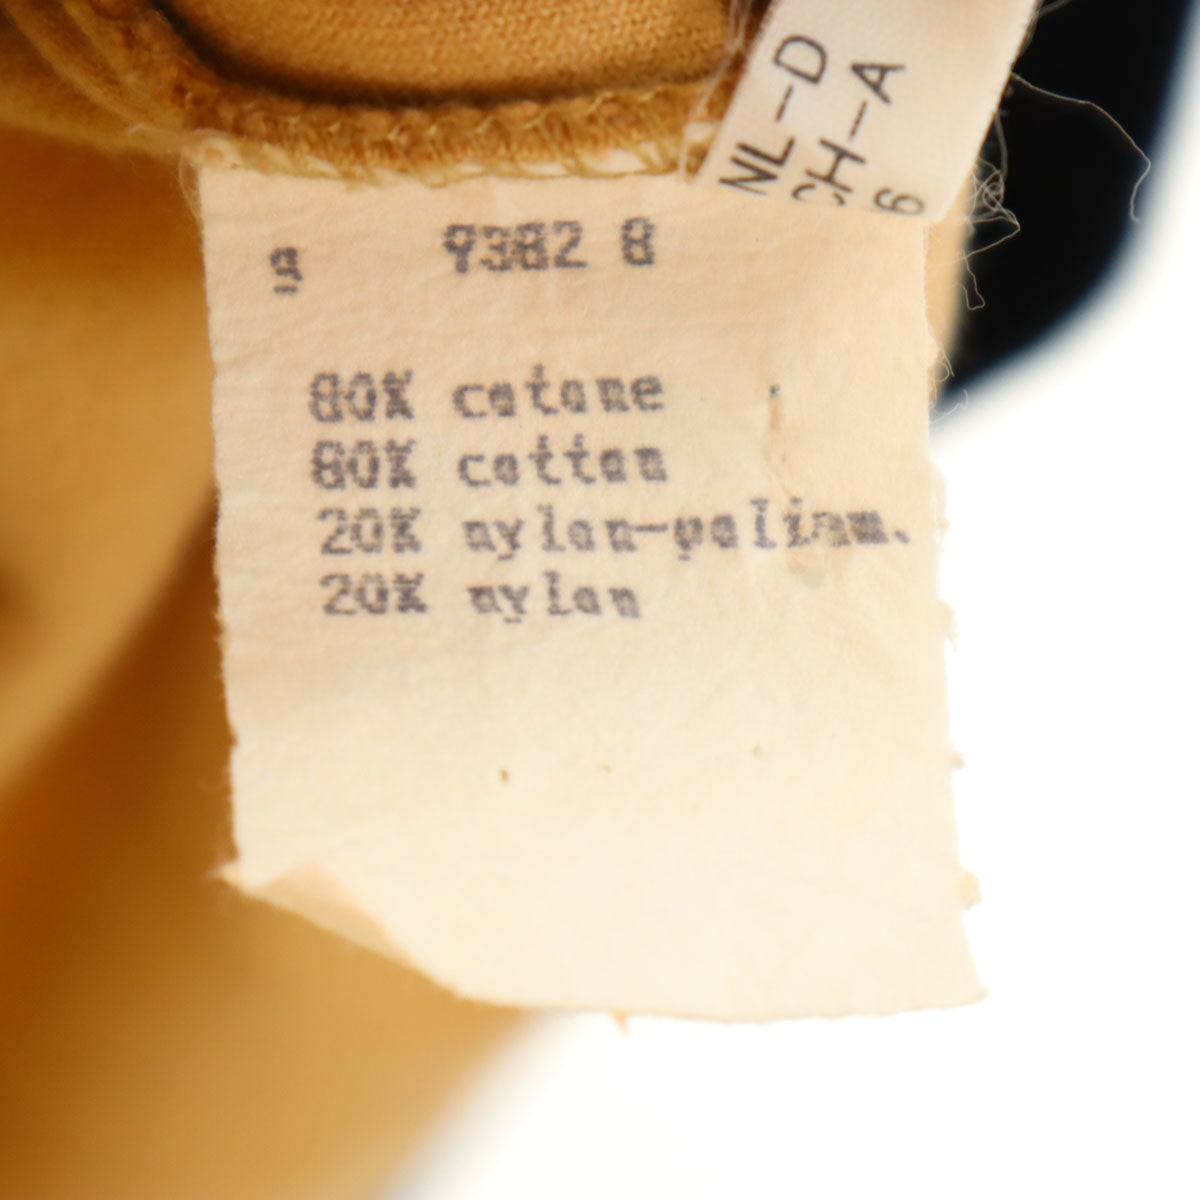 NL-D
CH-A
6
9382 8
80% cotone
80% cotton
20% nylon-poliam.
20% nylon